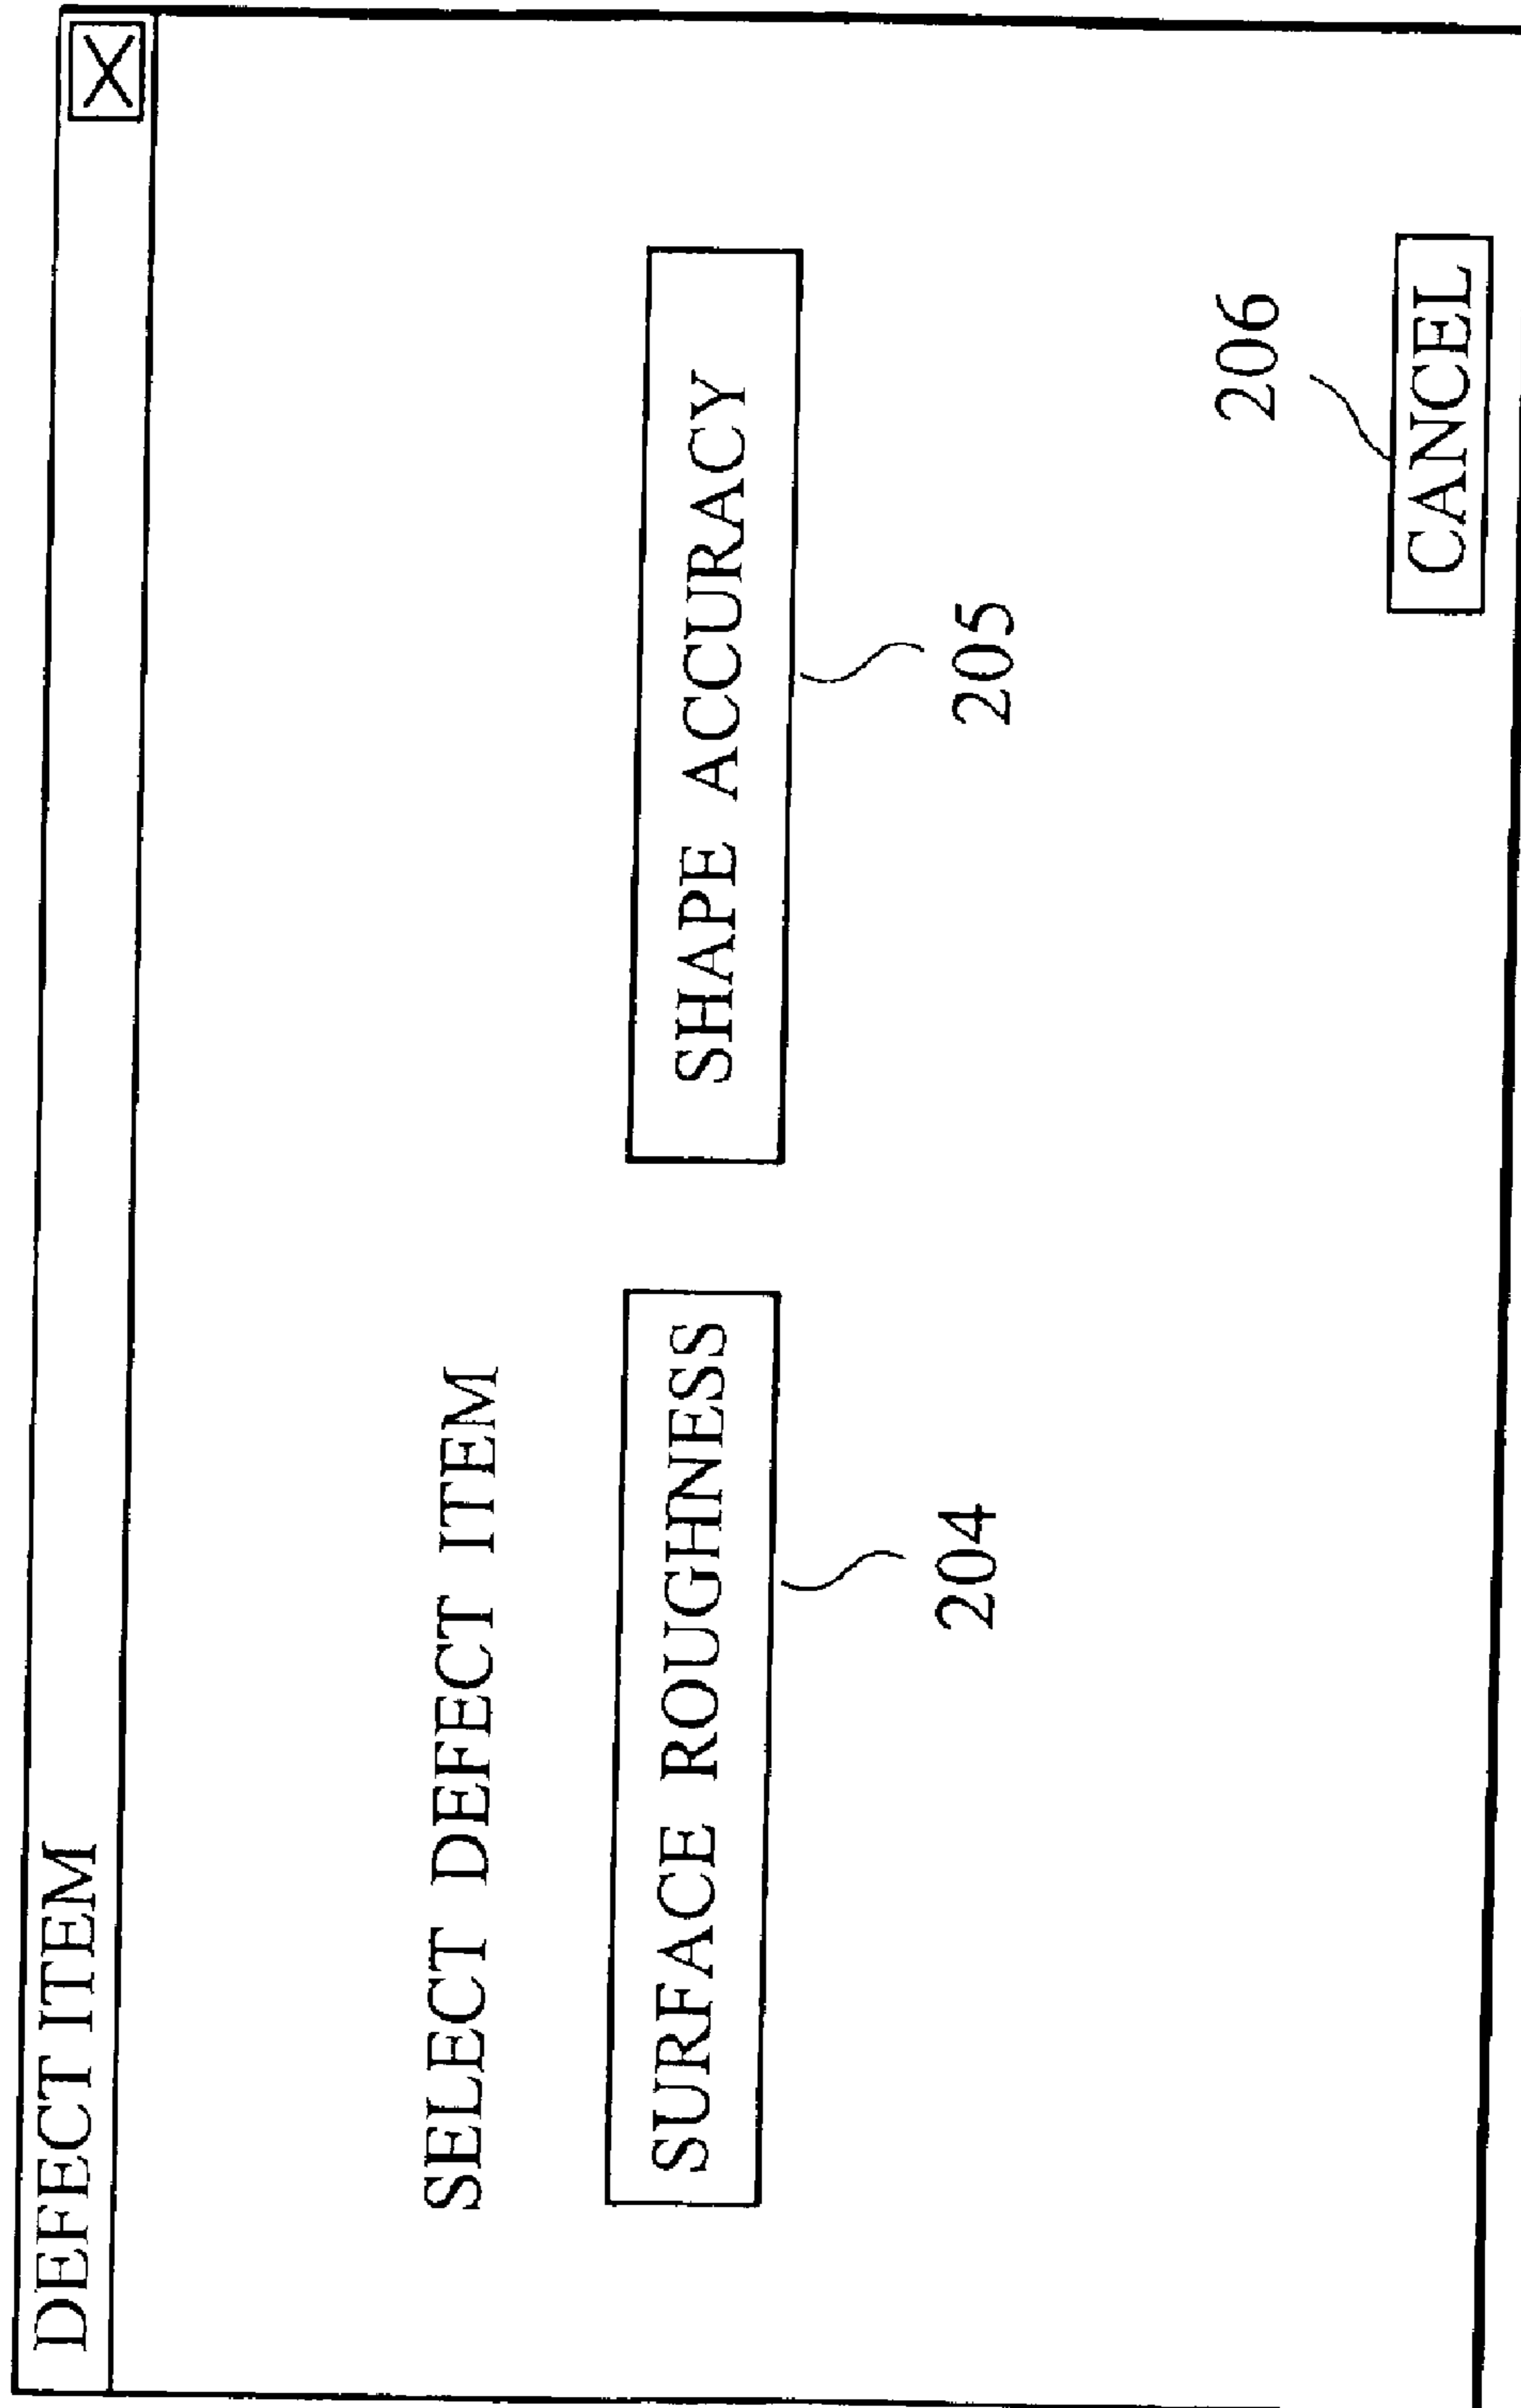 DEFECT ITEM X
SELECT DEFECT ITEM
SURFACE ROUGHNESS SHAPE ACCURACY
204 205
206
CANCEL